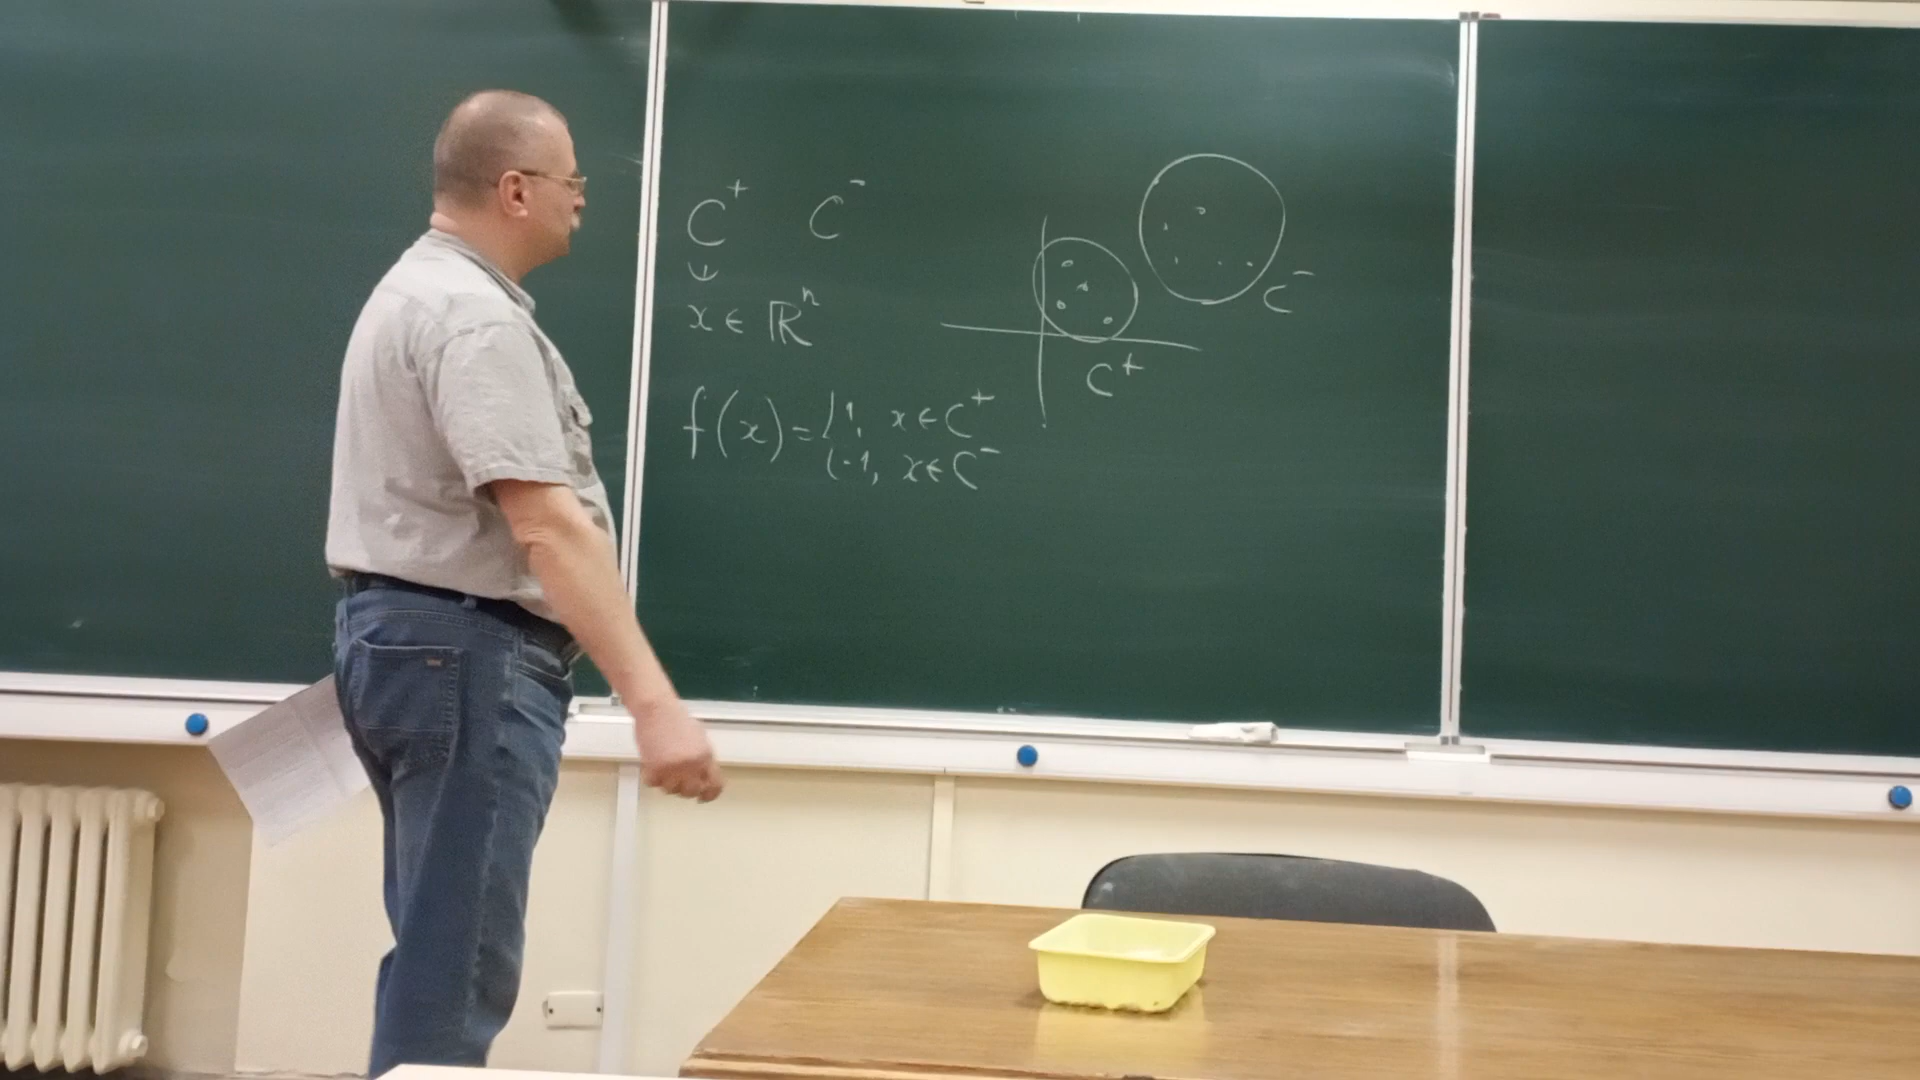 C⁺ C⁻
x ∈ ℝⁿ
f(x) = { 1, x ∈ C⁺
{ -1, x ∈ C⁻
C⁻
C⁺